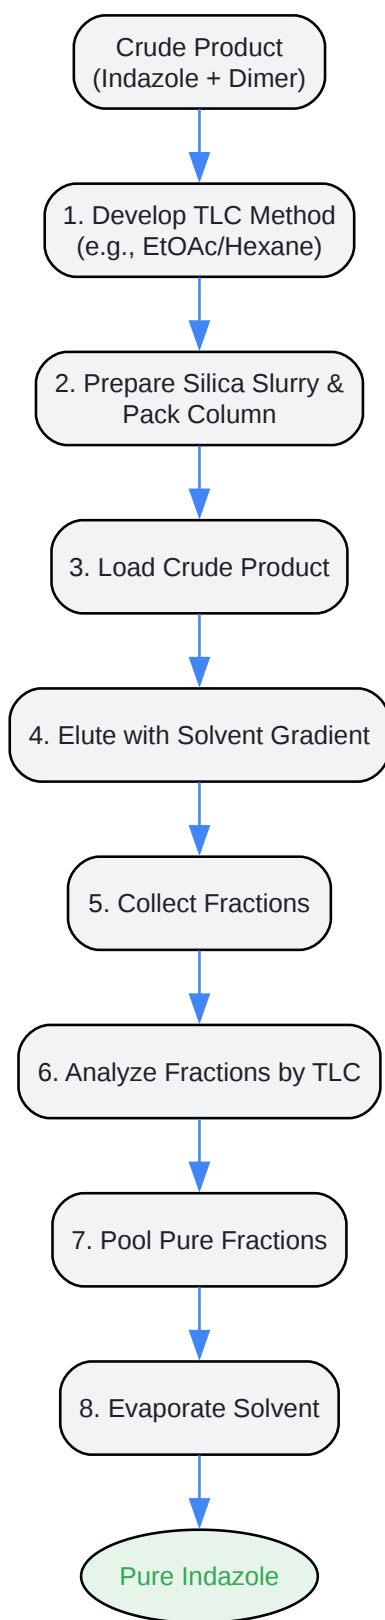 Crude Product
(Indazole + Dimer)
1. Develop TLC Method
(e.g., EtOAc/Hexane)
2. Prepare Silica Slurry &
Pack Column
3. Load Crude Product
4. Elute with Solvent Gradient
5. Collect Fractions
6. Analyze Fractions by TLC
7. Pool Pure Fractions
8. Evaporate Solvent
Pure Indazole